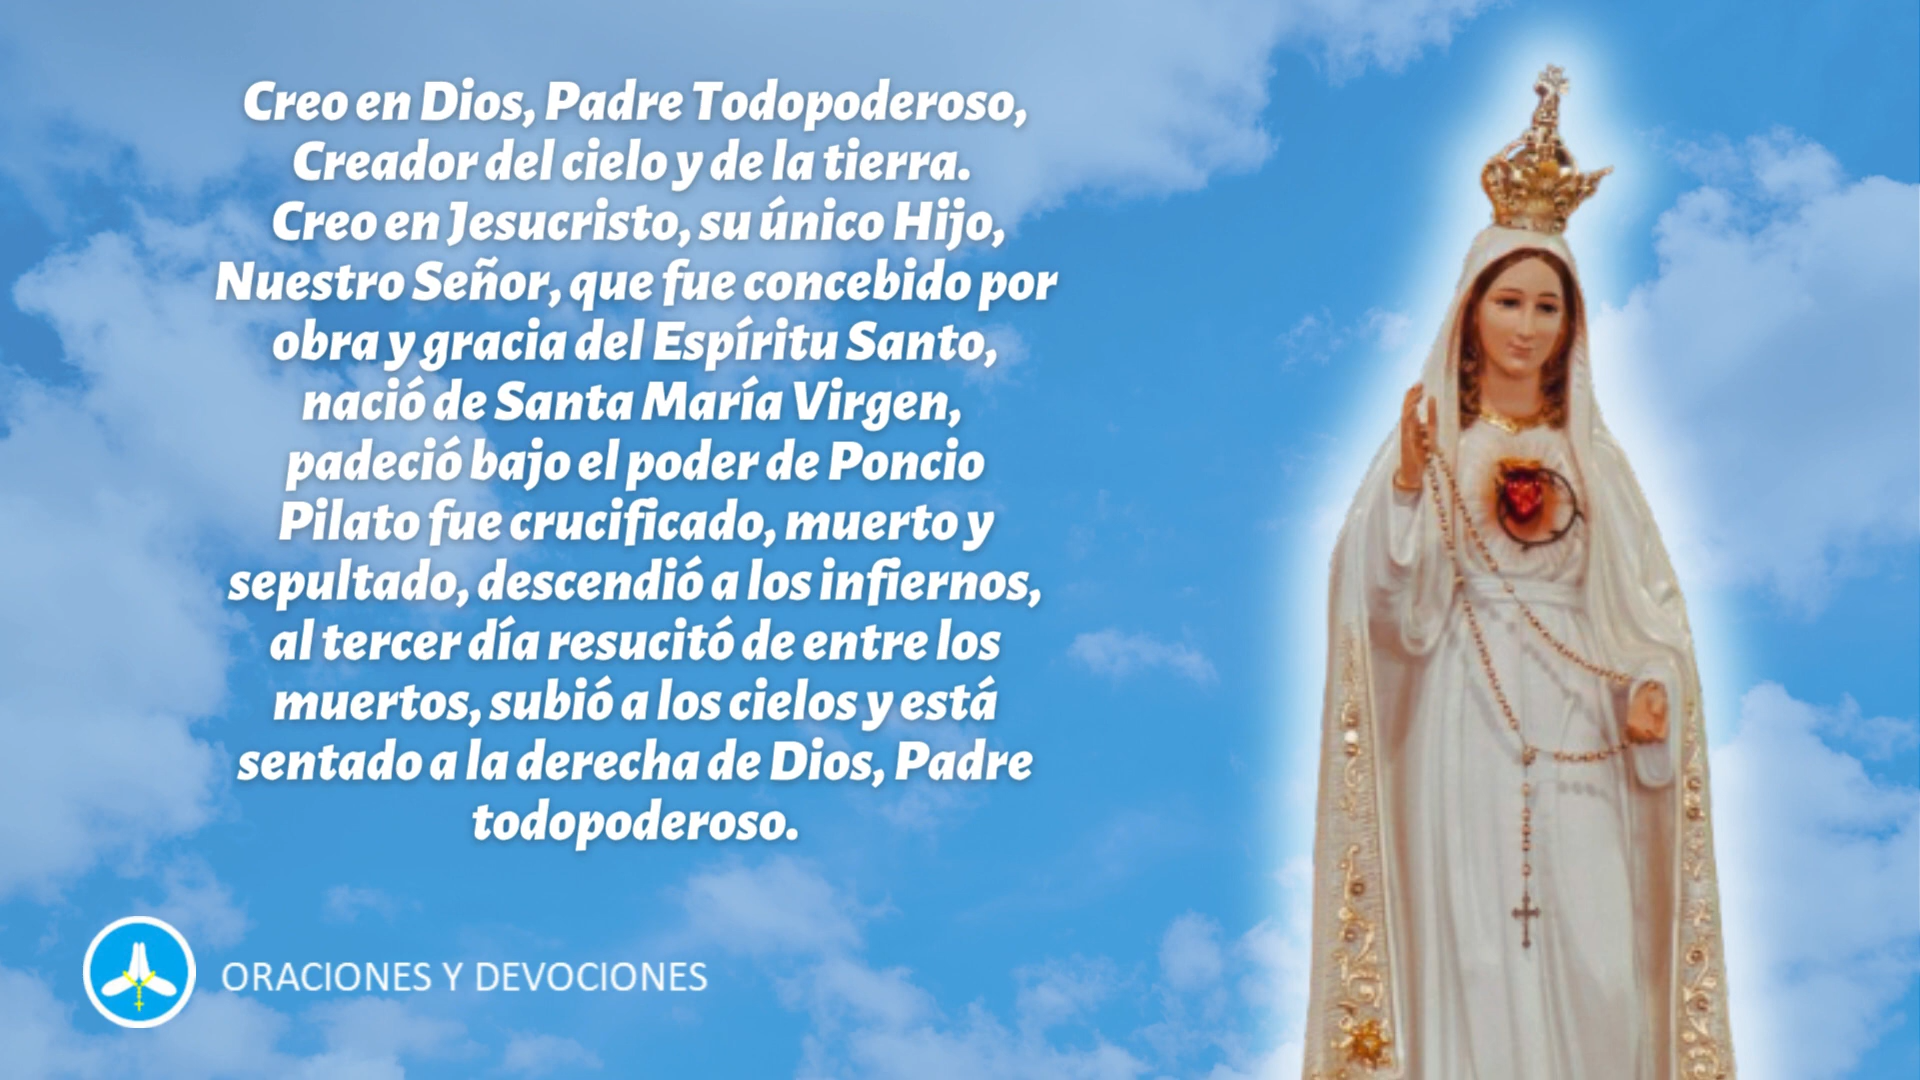 Creo en Dios, Padre Todopoderoso,
Creador del cielo y de la tierra.
Creo en Jesucristo, su único Hijo,
Nuestro Señor, que fue concebido por
obra y gracia del Espíritu Santo,
nació de Santa María Virgen,
padeció bajo el poder de Poncio
Pilato fue crucificado, muerto y
sepultado, descendió a los infiernos,
al tercer día resucitó de entre los
muertos, subió a los cielos y está
sentado a la derecha de Dios, Padre
todopoderoso.
ORACIONES Y DEVOCIONES